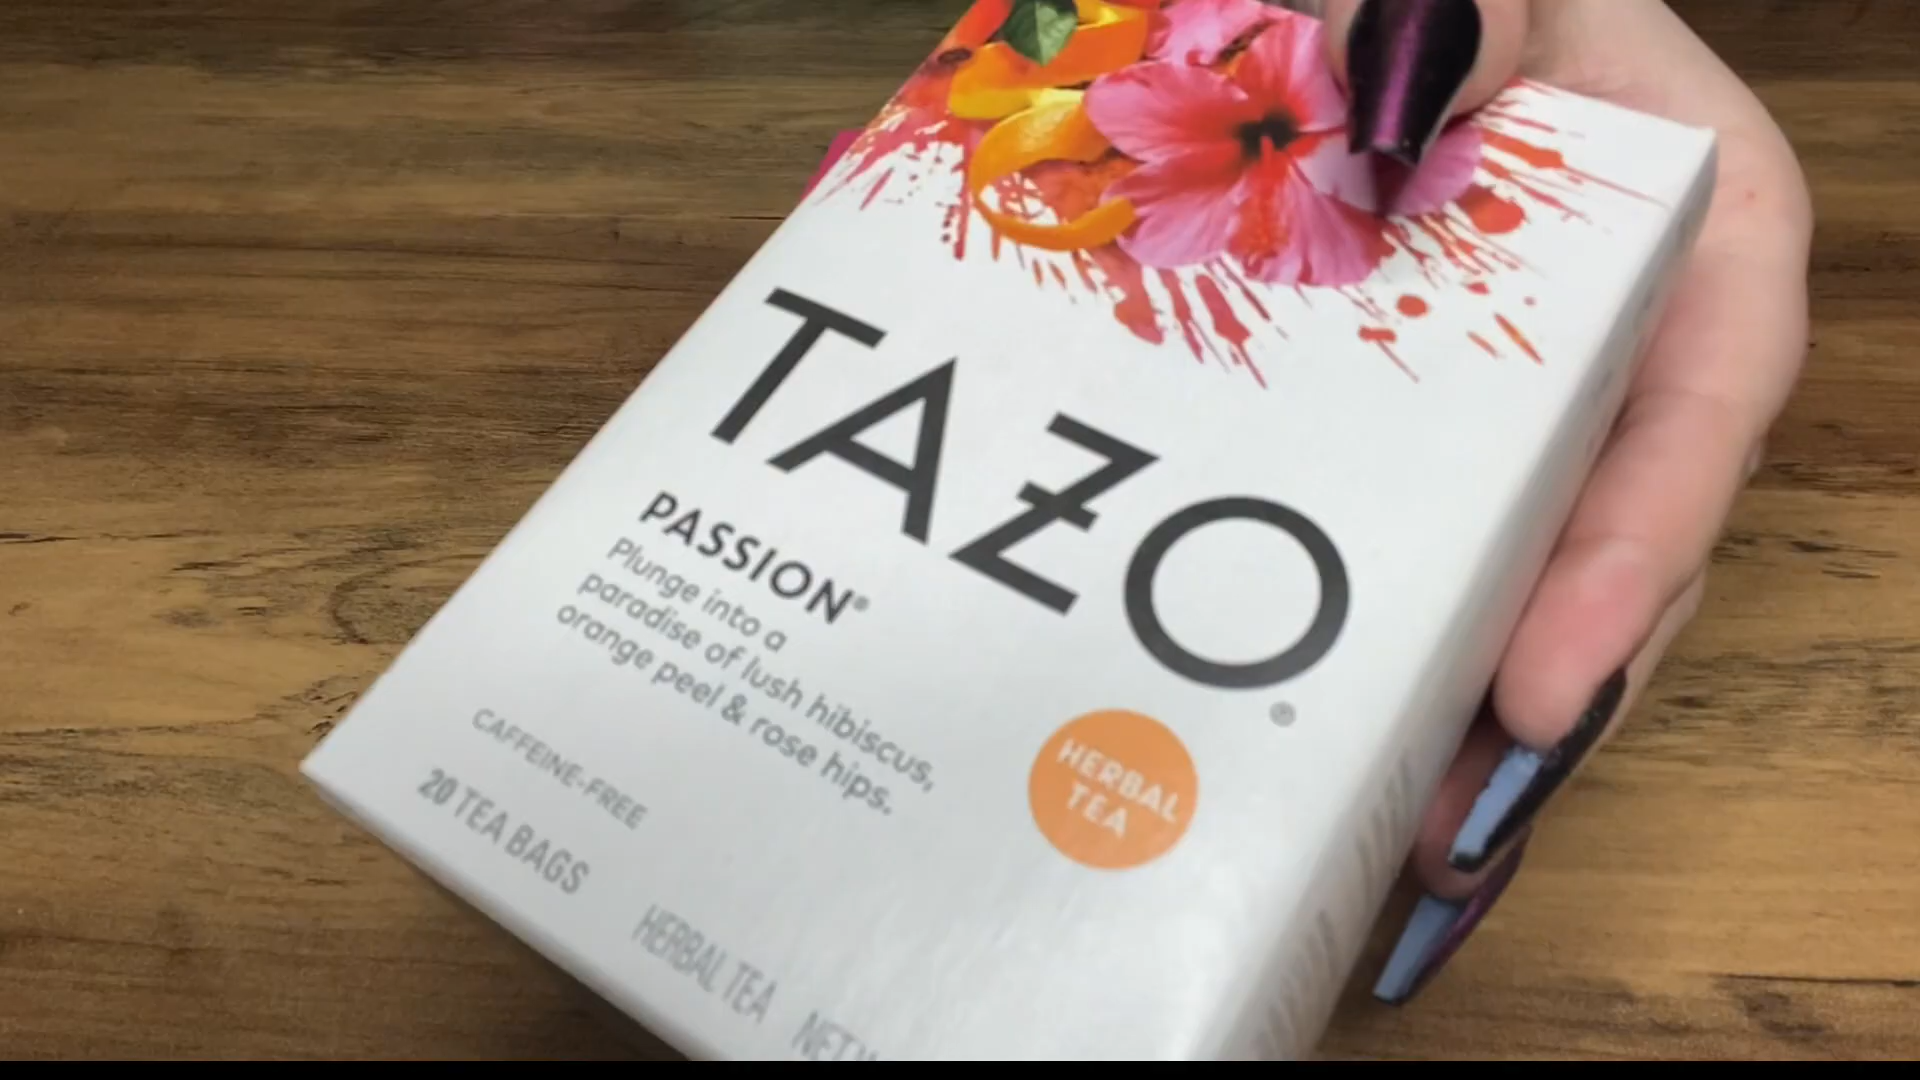 TAZO®
PASSION®
Plunge into a
paradise of lush hibiscus,
orange peel & rose hips.
HERBAL
TEA
CAFFEINE-FREE
20 TEA BAGS
HERBAL TEA